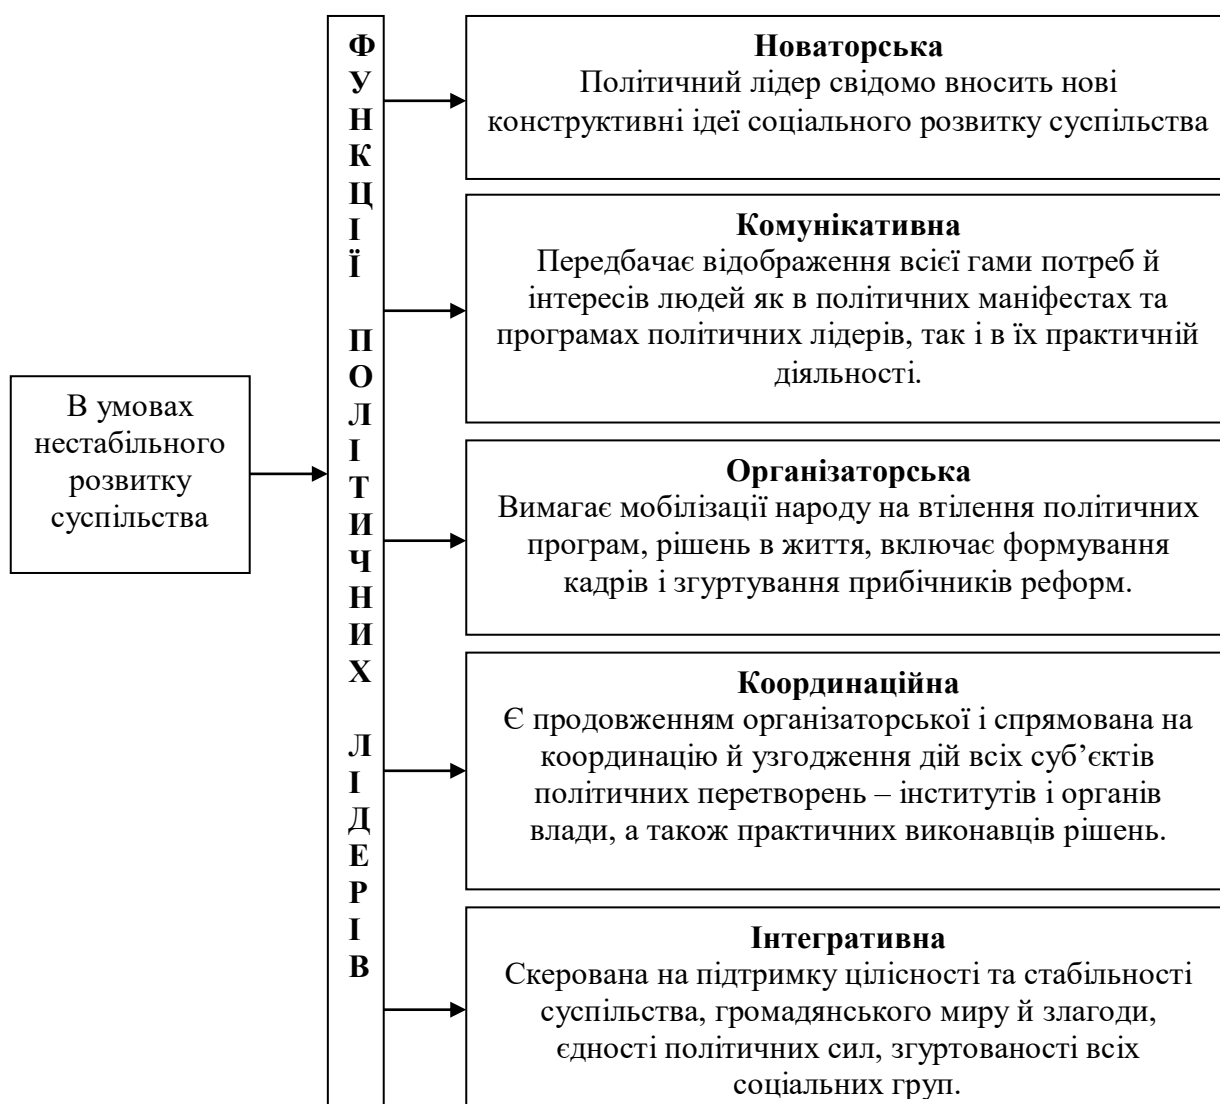 В умовах
нестабільного
розвитку
суспільства
ФУНКЦІЇ ПОЛІТИЧНИХ ЛІДЕРІВ
Новаторська
Політичний лідер свідомо вносить нові
конструктивні ідеї соціального розвитку суспільства
Комунікативна
Передбачає відображення всієї гами потреб й
інтересів людей як в політичних маніфестах та
програмах політичних лідерів, так і в їх практичній
діяльності.
Організаторська
Вимагає мобілізації народу на втілення політичних
програм, рішень в життя, включає формування
кадрів і згуртування прибічників реформ.
Координаційна
Є продовженням організаторської і спрямована на
координацію й узгодження дій всіх суб’єктів
політичних перетворень – інститутів і органів
влади, а також практичних виконавців рішень.
Інтегративна
Скерована на підтримку цілісності та стабільності
суспільства, громадянського миру й злагоди,
єдності політичних сил, згуртованості всіх
соціальних груп.